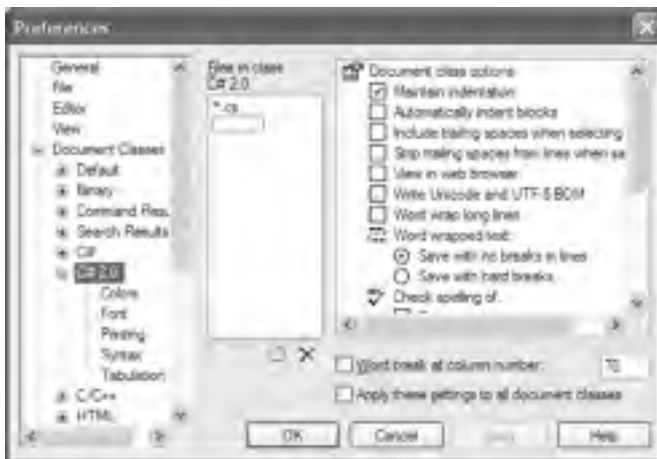 Preferences
General
File
Editor
View
Document Classes
Default
Binary
Command Resu
Search Results
C#
C# 2.0
Colors
Font
Printing
Syntax
Tabulation
C/C++
HTML
Files in class
C# 2.0
*.cs
Document class options
Maintain indentation
Automatically indent blocks
Include trailing spaces when selecting
Strip trailing spaces from lines when sa
View in web browser
Write Unicode and UTF-8 BOM
Word wrap long lines
Word wrapped text:
Save with no breaks in lines
Save with hard breaks
Check spelling of:
Word break at column number:
Apply these settings to all document classes
OK
Cancel
Help